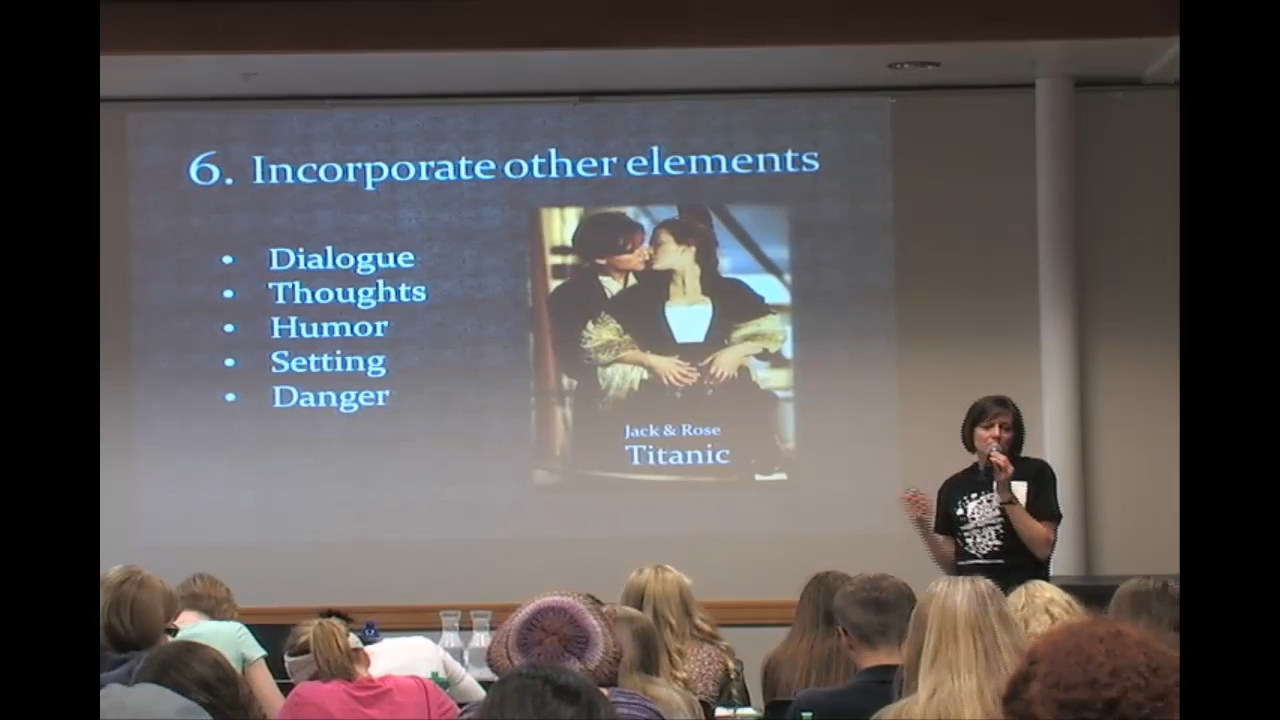 6. Incorporate other elements
• Dialogue
• Thoughts
• Humor
• Setting
• Danger
Jack & Rose
Titanic